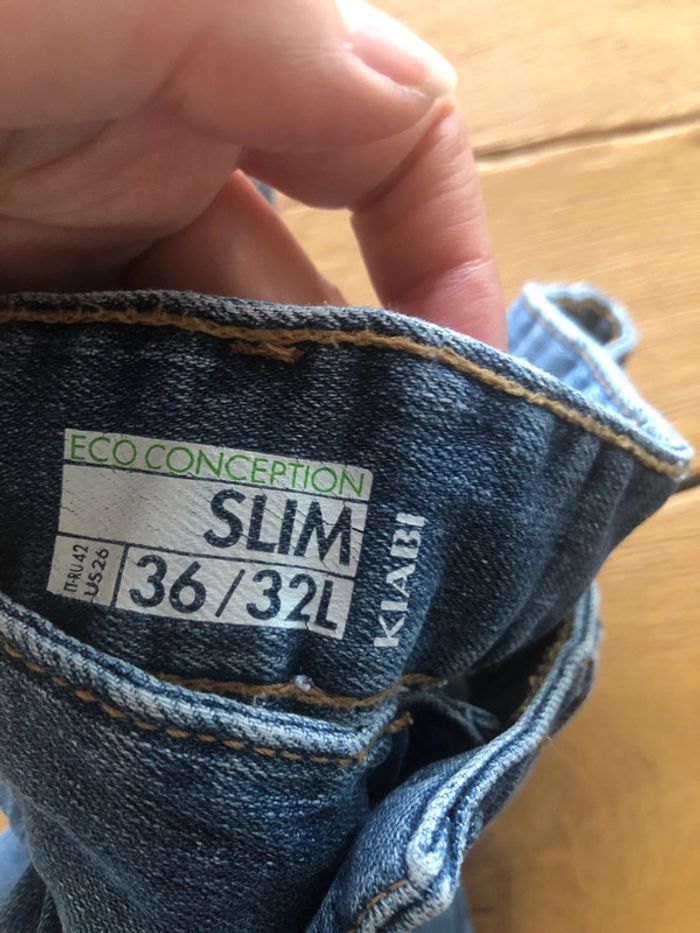 ECO CONCEPTION
SLIM
IT-RU 42
US 26
36 / 32L
KIABI